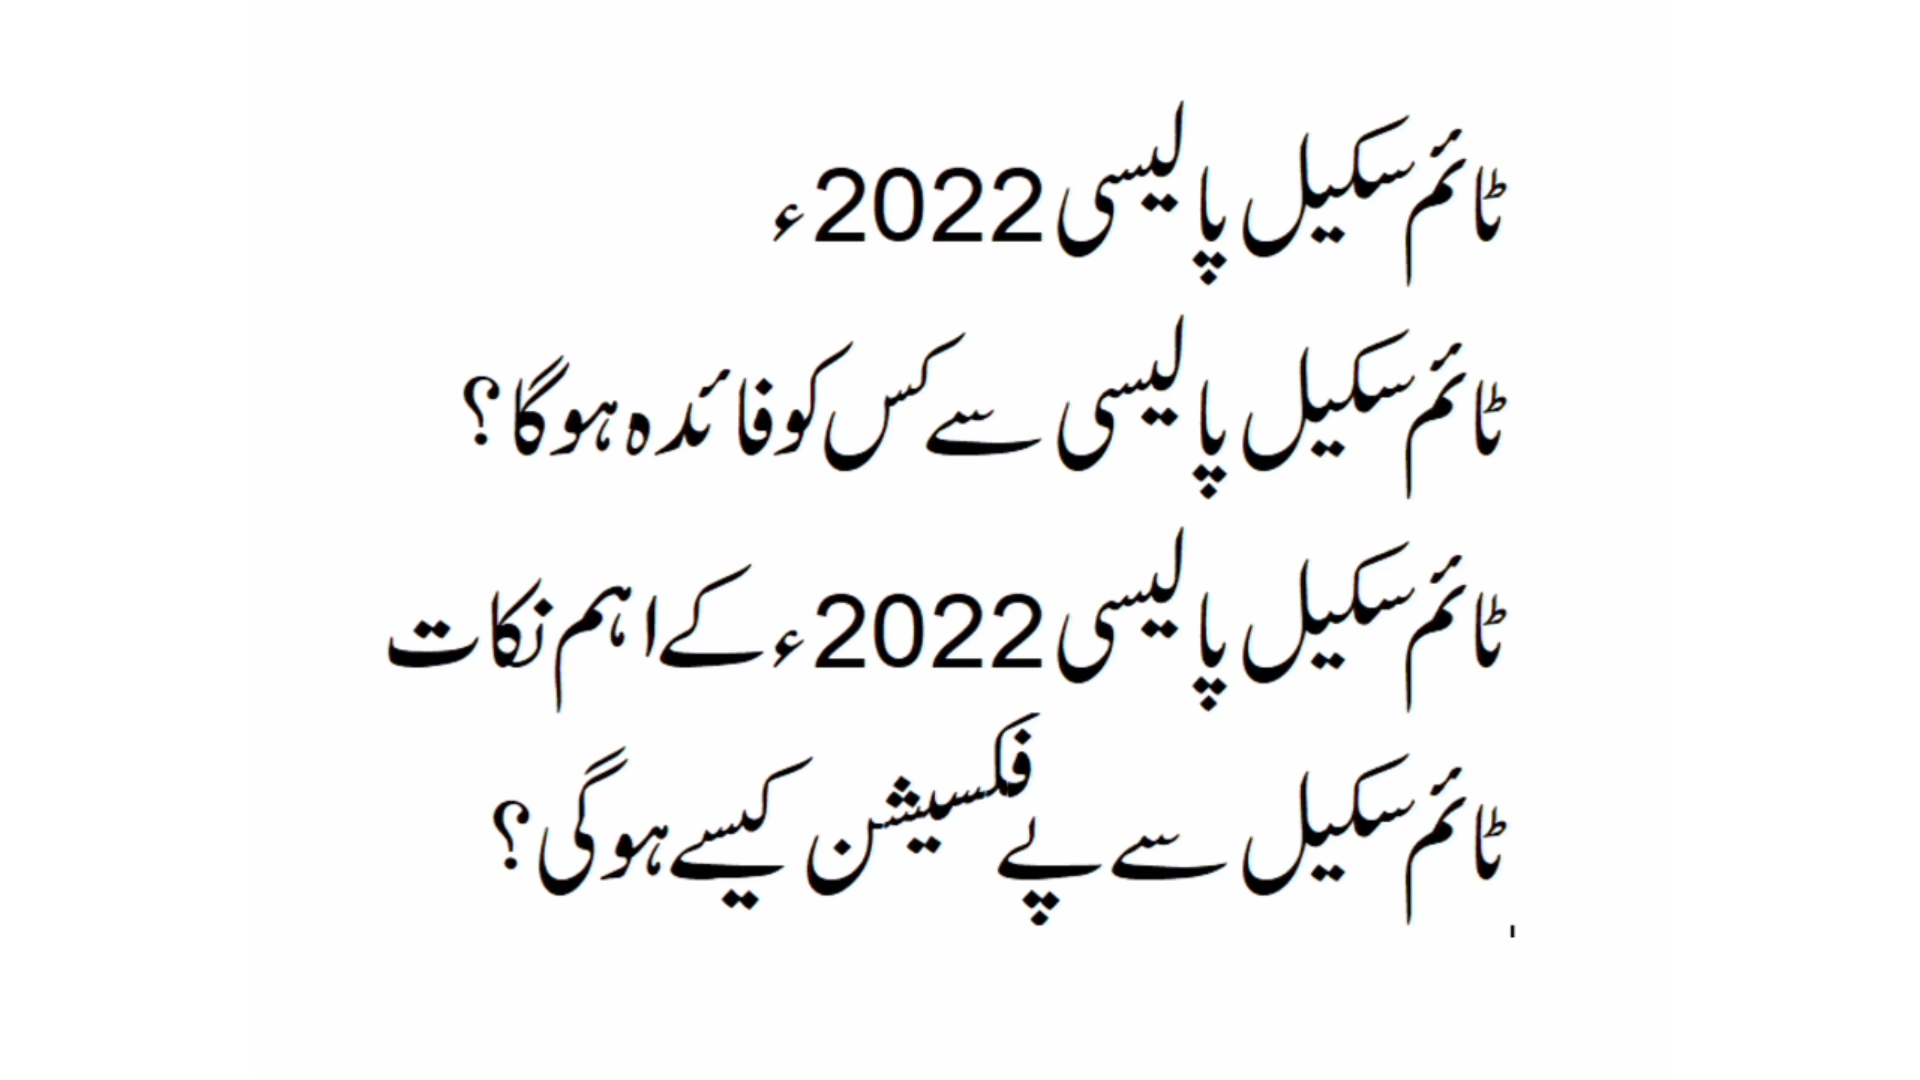 ٹائم سکیل پالیسی 2022ء
ٹائم سکیل پالیسی سے کس کو فائدہ ہوگا؟
ٹائم سکیل پالیسی 2022ء کے اہم نکات
ٹائم سکیل سے پے فکسیشن کیسے ہوگی؟